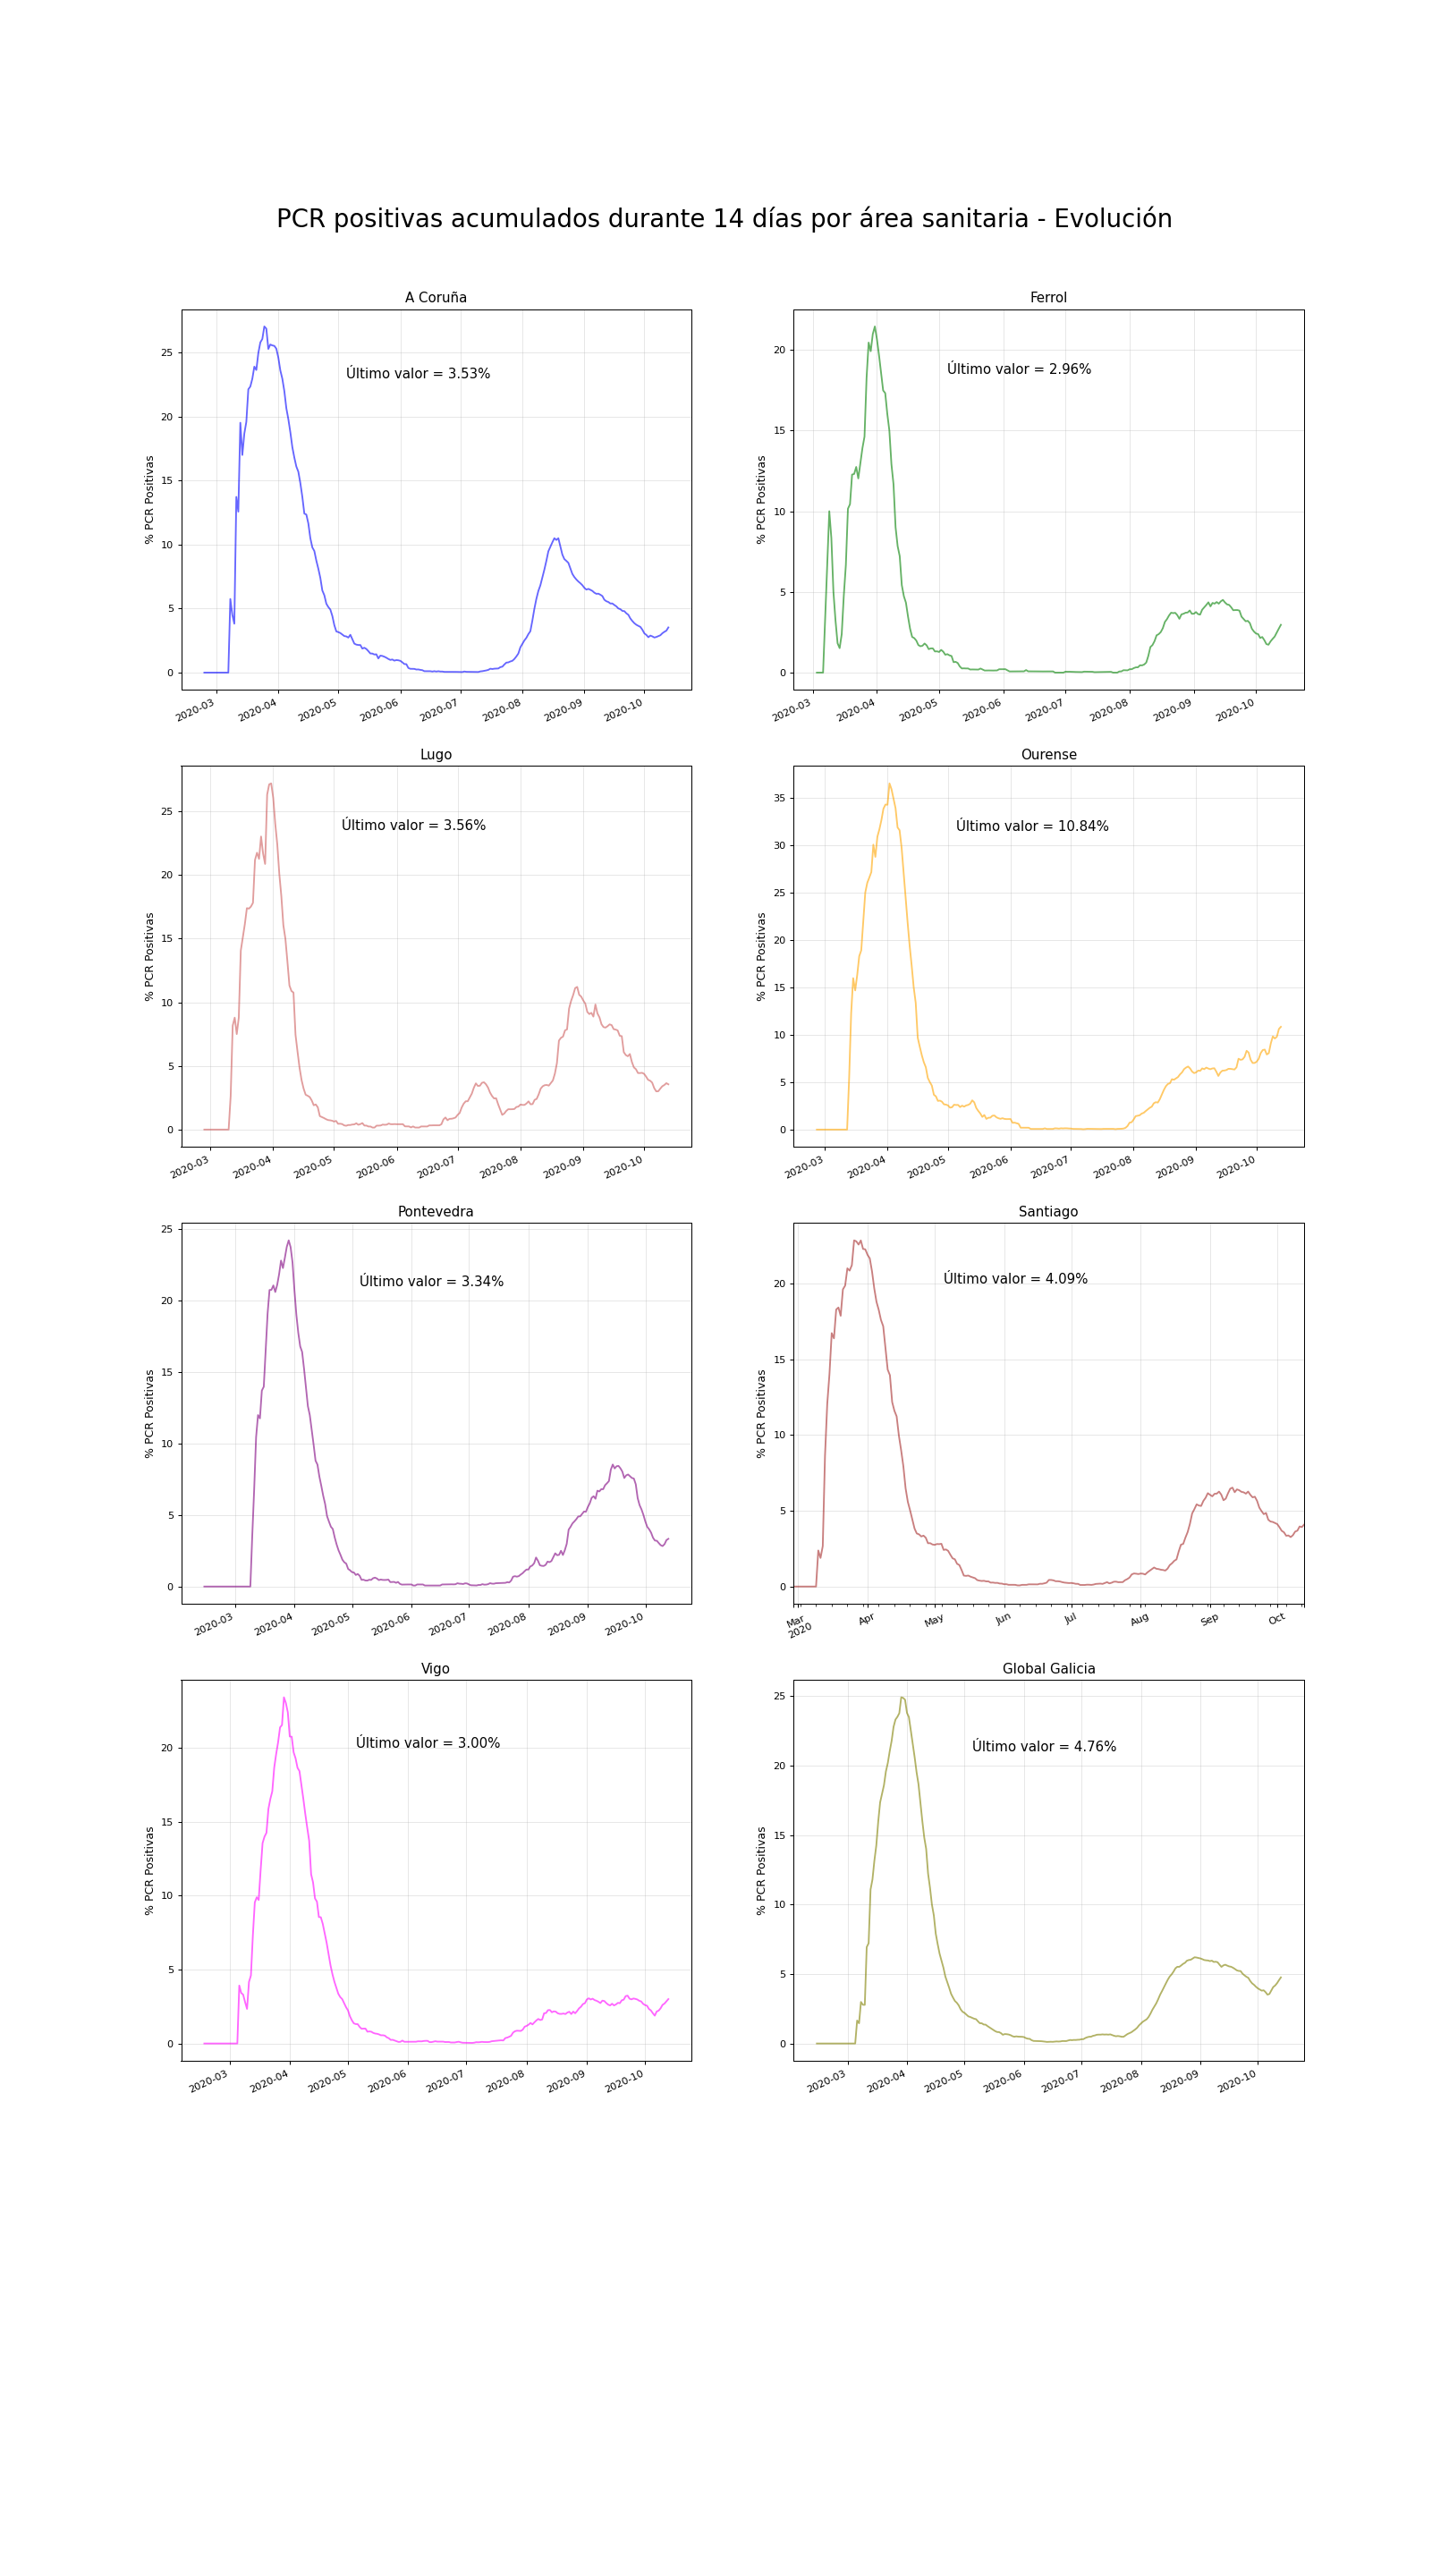 PCR positivas acumulados durante 14 días por área sanitaria - Evolución
A Coruña
% PCR Positivas
25
20
15
10
5
0
Último valor = 3.53%
2020-03 2020-04 2020-05 2020-06 2020-07 2020-08 2020-09 2020-10
Ferrol
% PCR Positivas
20
15
10
5
0
Último valor = 2.96%
2020-03 2020-04 2020-05 2020-06 2020-07 2020-08 2020-09 2020-10
Lugo
% PCR Positivas
25
20
15
10
5
0
Último valor = 3.56%
2020-03 2020-04 2020-05 2020-06 2020-07 2020-08 2020-09 2020-10
Ourense
% PCR Positivas
35
30
25
20
15
10
5
0
Último valor = 10.84%
2020-03 2020-04 2020-05 2020-06 2020-07 2020-08 2020-09 2020-10
Pontevedra
% PCR Positivas
25
20
15
10
5
0
Último valor = 3.34%
2020-03 2020-04 2020-05 2020-06 2020-07 2020-08 2020-09 2020-10
Santiago
% PCR Positivas
20
15
10
5
0
Último valor = 4.09%
Mar Apr May Jun Jul Aug Sep Oct
2020
Vigo
% PCR Positivas
20
15
10
5
0
Último valor = 3.00%
2020-03 2020-04 2020-05 2020-06 2020-07 2020-08 2020-09 2020-10
Global Galicia
% PCR Positivas
25
20
15
10
5
0
Último valor = 4.76%
2020-03 2020-04 2020-05 2020-06 2020-07 2020-08 2020-09 2020-10